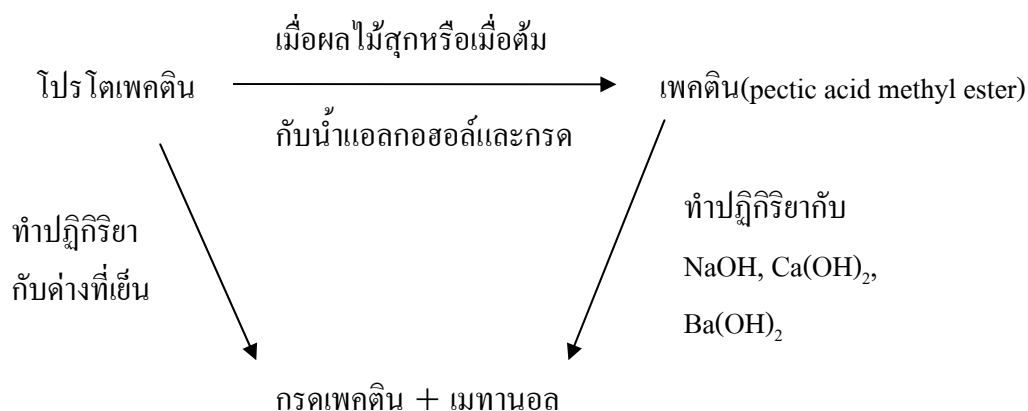 เมื่อผลไม้สุกหรือเมื่อต้ม
โปรโตเพคติน
เพคติน(pectic acid methyl ester)
กับน้ำแอลกอฮอล์และกรด
ทำปฏิกิริยา
กับด่างที่เย็น
ทำปฏิกิริยากับ
NaOH, Ca(OH)₂,
Ba(OH)₂
กรดเพคติน + เมทานอล